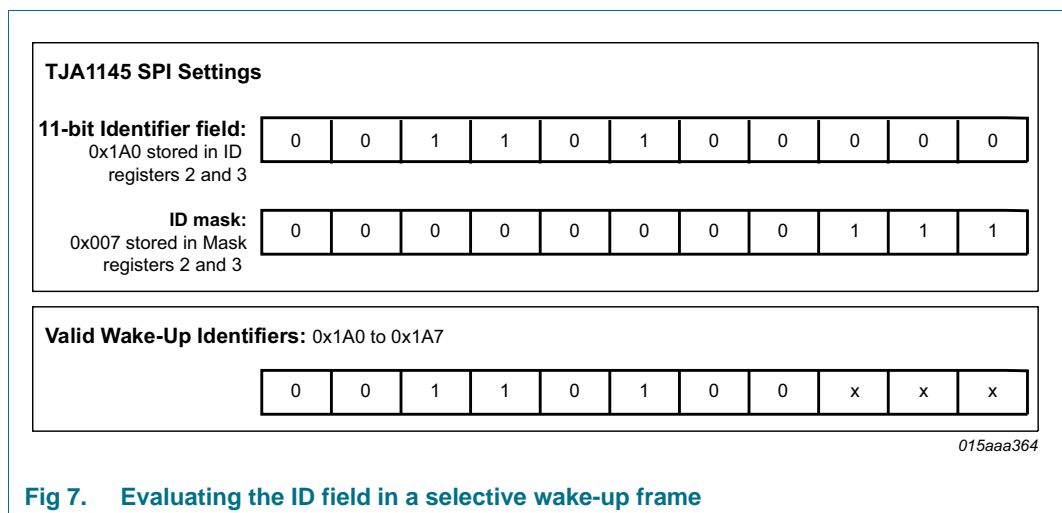 TJA1145 SPI Settings
11-bit Identifier field:
0x1A0 stored in ID
registers 2 and 3
0 0 1 1 0 1 0 0 0 0 0
ID mask:
0x007 stored in Mask
registers 2 and 3
0 0 0 0 0 0 0 0 1 1 1
Valid Wake-Up Identifiers: 0x1A0 to 0x1A7
0 0 1 1 0 1 0 0 x x x
015aaa364
Fig 7. Evaluating the ID field in a selective wake-up frame